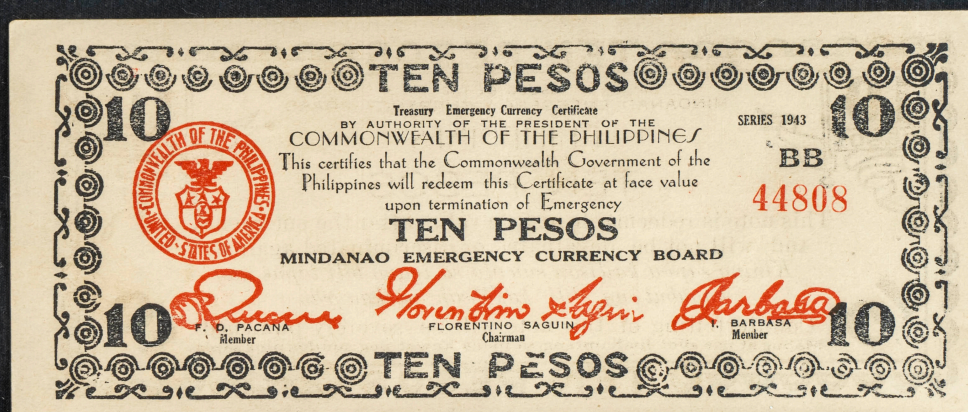 TEN PESOS
10
10
Treasury Emergency Currency Certificate
BY AUTHORITY OF THE PRESIDENT OF THE
COMMONWEALTH OF THE PHILIPPINES
SERIES 1943
This certifies that the Commonwealth Government of the
Philippines will redeem this Certificate at face value
upon termination of Emergency
BB
44808
COMMONWEALTH OF THE PHILIPPINES
UNITED STATES OF AMERICA
TEN PESOS
MINDANAO EMERGENCY CURRENCY BOARD
F. D. PACANA
Member
Florentino Saguin
FLORENTINO SAGUIN
Chairman
Barbasa
T. BARBASA
Member
10
10
TEN PESOS